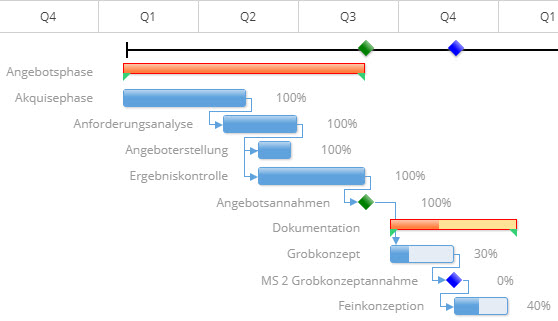 Q4 Q1 Q2 Q3 Q4 Q1
Angebotsphase
Akquisephase 100%
Anforderungsanalyse 100%
Angeboterstellung 100%
Ergebniskontrolle 100%
Angebotsannahmen 100%
Dokumentation
Grobkonzept 30%
MS 2 Grobkonzeptannahme 0%
Feinkonzeption 40%